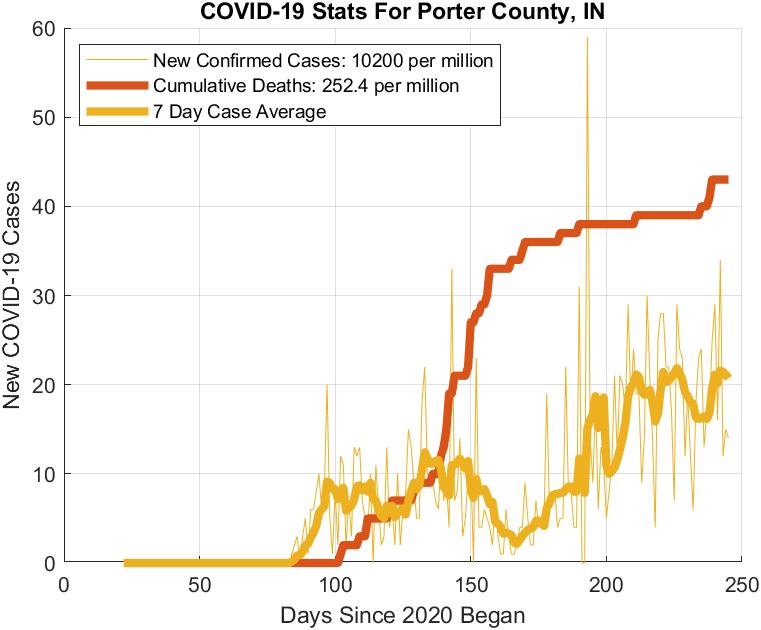 COVID-19 Stats For Porter County, IN
60
New Confirmed Cases: 10200 per million
Cumulative Deaths: 252.4 per million
7 Day Case Average
50
40
30
20
10
0
New COVID-19 Cases
0 50 100 150 200 250
Days Since 2020 Began